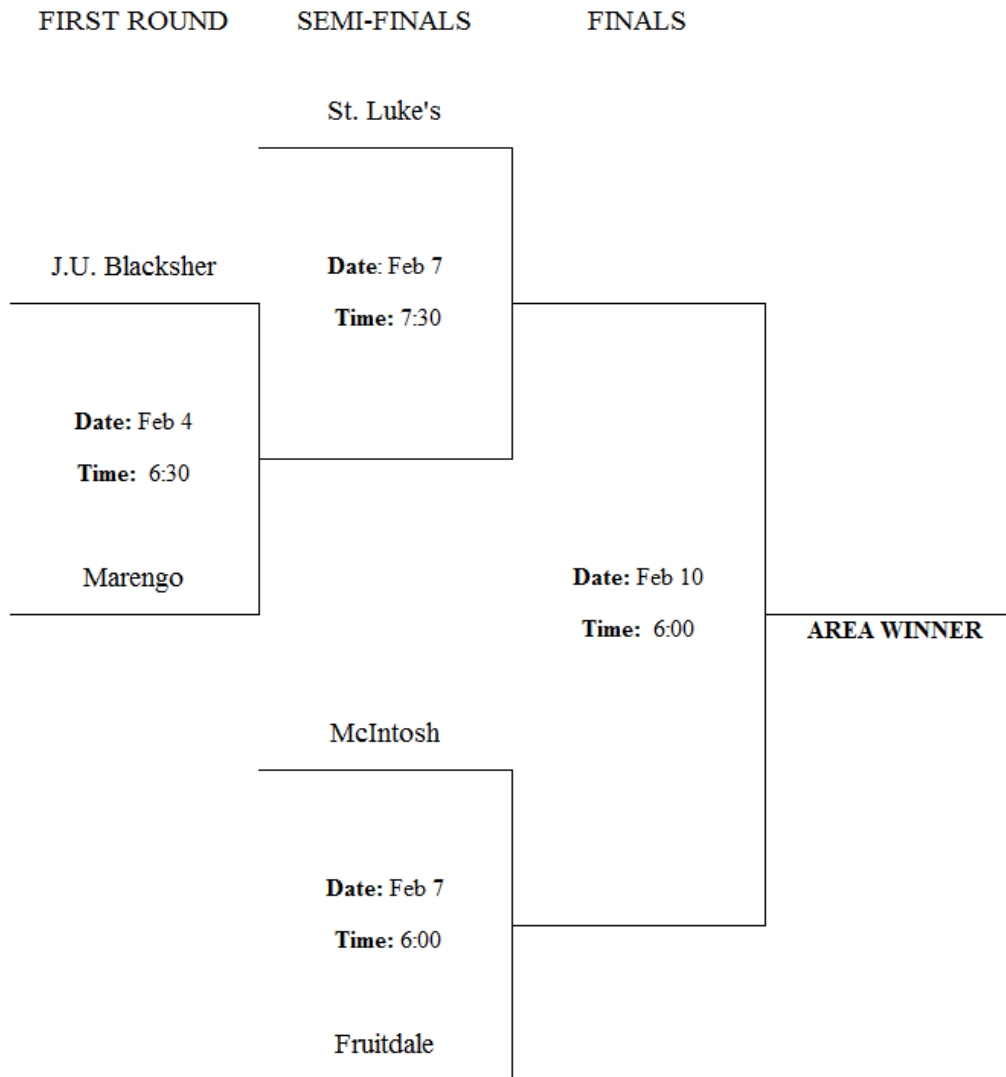 FIRST ROUND SEMI-FINALS FINALS
St. Luke's
J.U. Blacksher
Date: Feb 7
Time: 7:30
Date: Feb 4
Time: 6:30
Marengo
Date: Feb 10
Time: 6:00
AREA WINNER
McIntosh
Date: Feb 7
Time: 6:00
Fruitdale